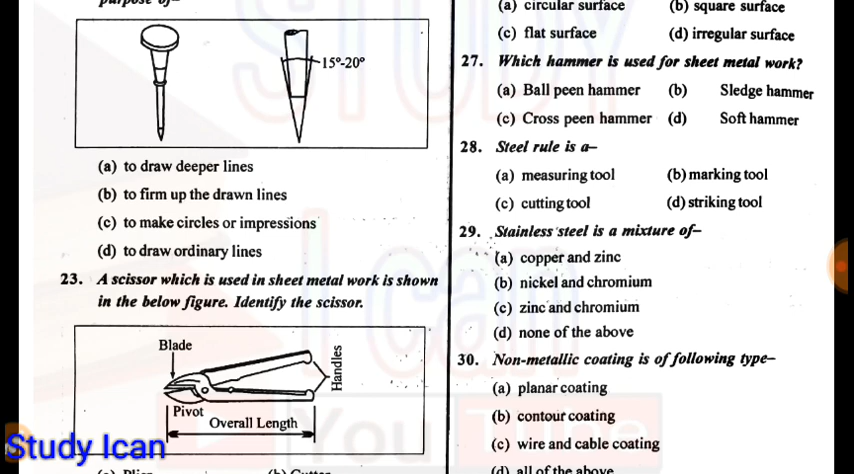 purpose of–
15º-20º
(a) to draw deeper lines
(b) to firm up the drawn lines
(c) to make circles or impressions
(d) to draw ordinary lines
23. A scissor which is used in sheet metal work is shown
in the below figure. Identify the scissor.
Blade
Handles
Pivot
Overall Length
Study Ican
(b) Cutter
(a) circular surface (b) square surface
(c) flat surface (d) irregular surface
27. Which hammer is used for sheet metal work?
(a) Ball peen hammer (b) Sledge hammer
(c) Cross peen hammer (d) Soft hammer
28. Steel rule is a–
(a) measuring tool (b) marking tool
(c) cutting tool (d) striking tool
29. Stainless steel is a mixture of–
(a) copper and zinc
(b) nickel and chromium
(c) zinc and chromium
(d) none of the above
30. Non-metallic coating is of following type–
(a) planar coating
(b) contour coating
(c) wire and cable coating
(d) all of the above